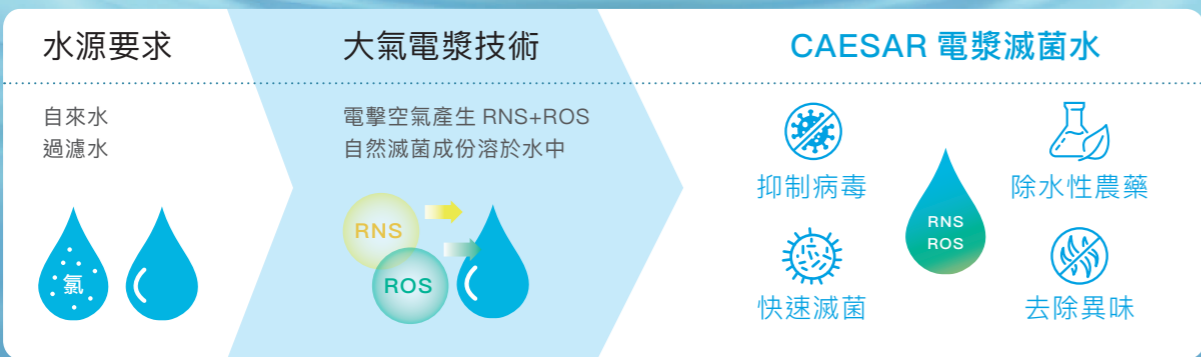 水源要求
自來水
過濾水
氯
大氣電漿技術
電擊空氣產生 RNS+ROS
自然滅菌成份溶於水中
RNS
ROS
CAESAR 電漿滅菌水
抑制病毒
快速滅菌
RNS
ROS
除水性農藥
去除異味